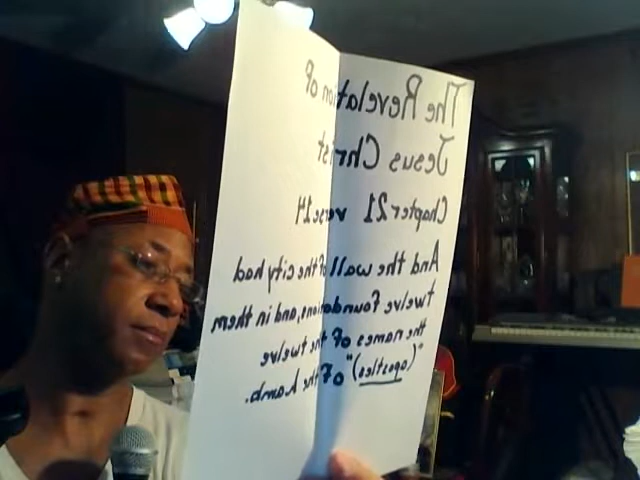 The Revelation of
Jesus Christ
Chapter 21 verse 14
And the wall of the city had
twelve foundations, and in them
the names of the twelve
"(apostles)" of the Lamb.